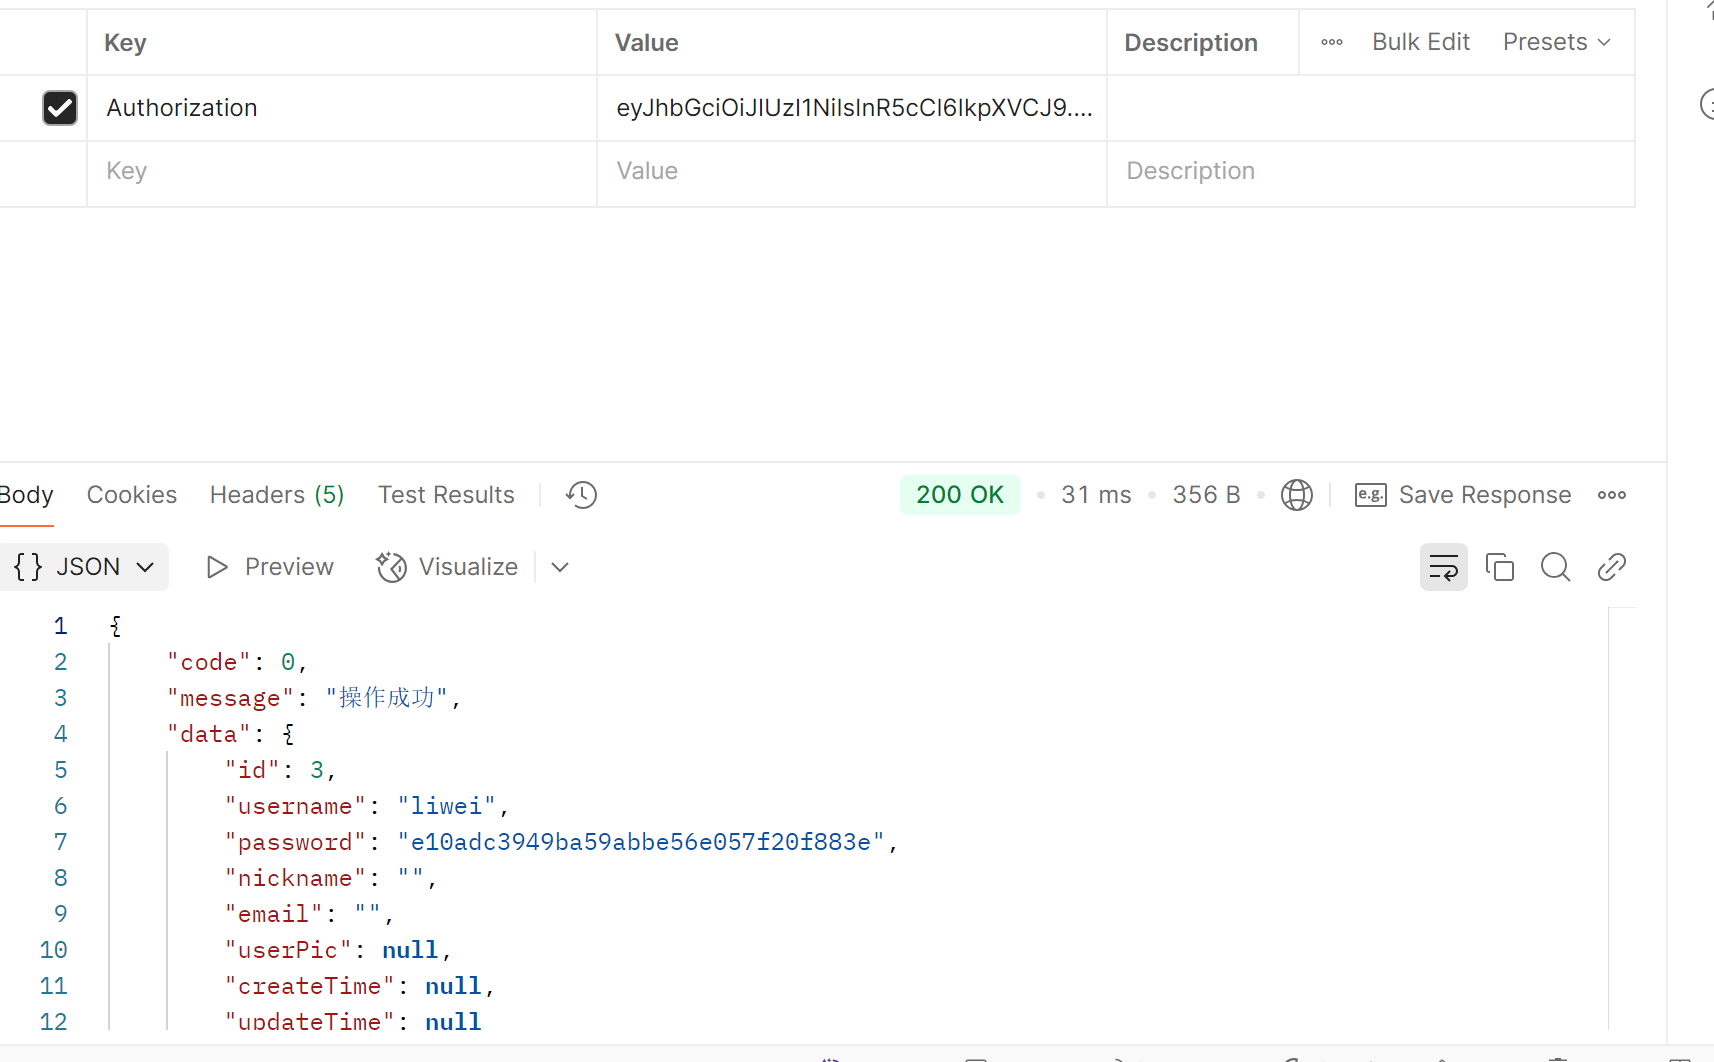 Key Value Description Bulk Edit Presets
Authorization eyJhbGciOiJIUzI1NiIsInR5cCI6IkpXVCJ9....
Key Value Description
Body Cookies Headers (5) Test Results 200 OK 31 ms 356 B e.g. Save Response
{} JSON Preview Visualize
1 {
2 "code": 0,
3 "message": "操作成功",
4 "data": {
5 "id": 3,
6 "username": "liwei",
7 "password": "e10adc3949ba59abbe56e057f20f883e",
8 "nickname": "",
9 "email": "",
10 "userPic": null,
11 "createTime": null,
12 "updateTime": null